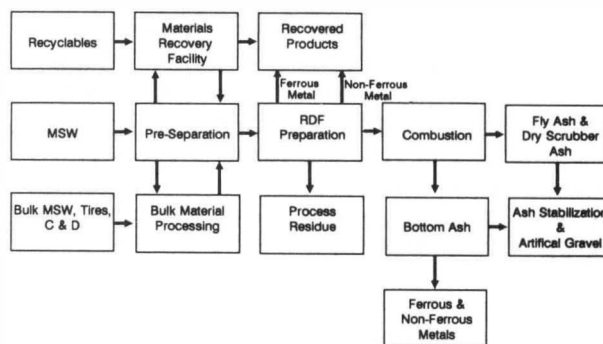 Recyclables
Materials
Recovery
Facility
Recovered
Products
Ferrous
Metal
Non-Ferrous
Metal
MSW
Pre-Separation
RDF
Preparation
Combustion
Fly Ash &
Dry Scrubber
Ash
Bulk MSW, Tires,
C & D
Bulk Material
Processing
Process
Residue
Bottom Ash
Ash Stabilization
&
Artifical Gravel
Ferrous &
Non-Ferrous
Metals